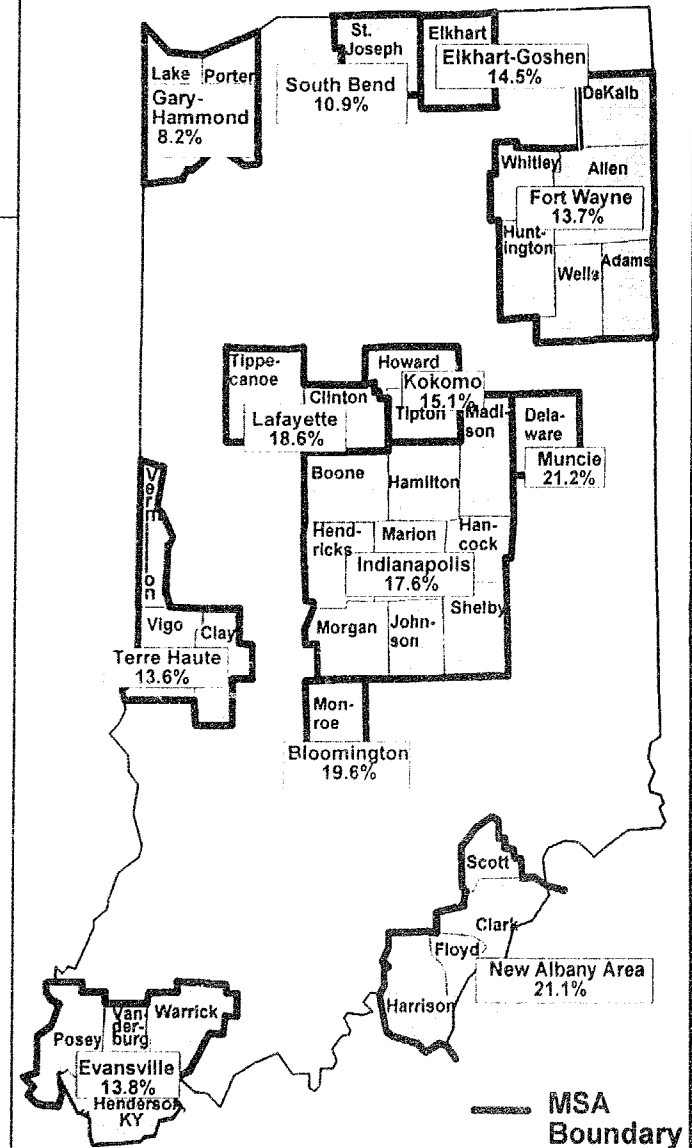 St.
Joseph
Elkhart
Lake
Porter
Gary-
Hammond
8.2%
South Bend
10.9%
Elkhart-Goshen
14.5%
DeKalb
Whitley
Allen
Fort Wayne
13.7%
Hunt-
ington
Wells
Adams
Tippe-
canoe
Clinton
Lafayette
18.6%
Howard
Kokomo
15.1%
Tipton
Madi-
son
Dela-
ware
Muncie
21.2%
Boone
Hamilton
Hend-
ricks
Marion
Han-
cock
Indianapolis
17.6%
Morgan
John-
son
Shelby
Vermillion
Vigo
Clay
Terre Haute
13.6%
Mon-
roe
Bloomington
19.6%
Scott
Clark
Floyd
Harrison
New Albany Area
21.1%
Posey
Van-
der-
burg
Warrick
Evansville
13.8%
Henderson
KY
MSA
Boundary